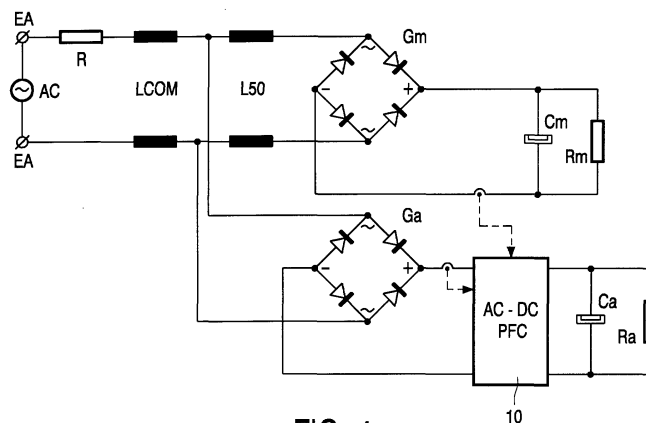 EA
R
AC
LCOM
L50
Gm
~
-
+
~
Cm
Rm
EA
Ga
~
-
+
~
AC - DC
PFC
Ca
Ra
10